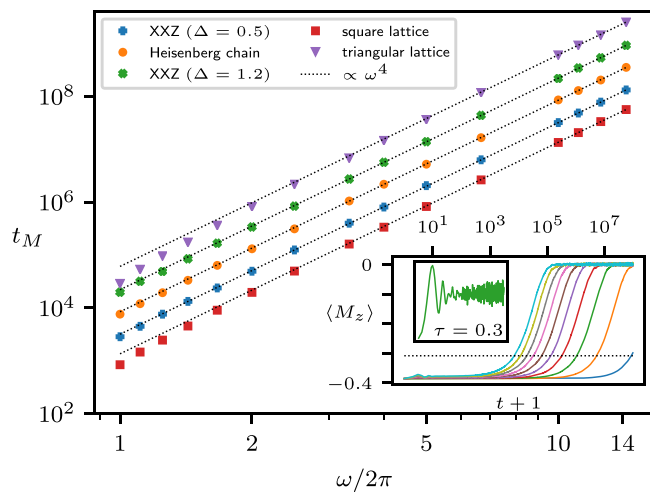 XXZ (Δ = 0.5)
Heisenberg chain
XXZ (Δ = 1.2)
square lattice
triangular lattice
∝ ω⁴
10⁸
10⁶
10⁴
10²
t_M
10¹
10³
10⁵
10⁷
0
⟨M_z⟩
−0.4
τ = 0.3
t + 1
1
2
5
10
14
ω/2π